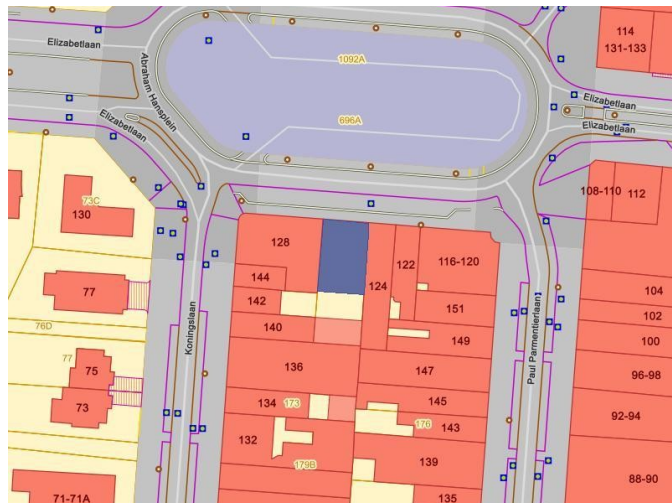 Elizabetlaan
Abraham Hansplein
Elizabetlaan
1092A
696A
114
131-133
Elizabetlaan
Elizabetlaan
108-110
112
73C
130
128
144
142
140
124
122
116-120
151
149
104
102
100
77
76D
77
75
73
71-71A
Koningslaan
Paul Parmentierlaan
136
134
173
132
179B
147
145
176
143
139
135
96-98
92-94
88-90